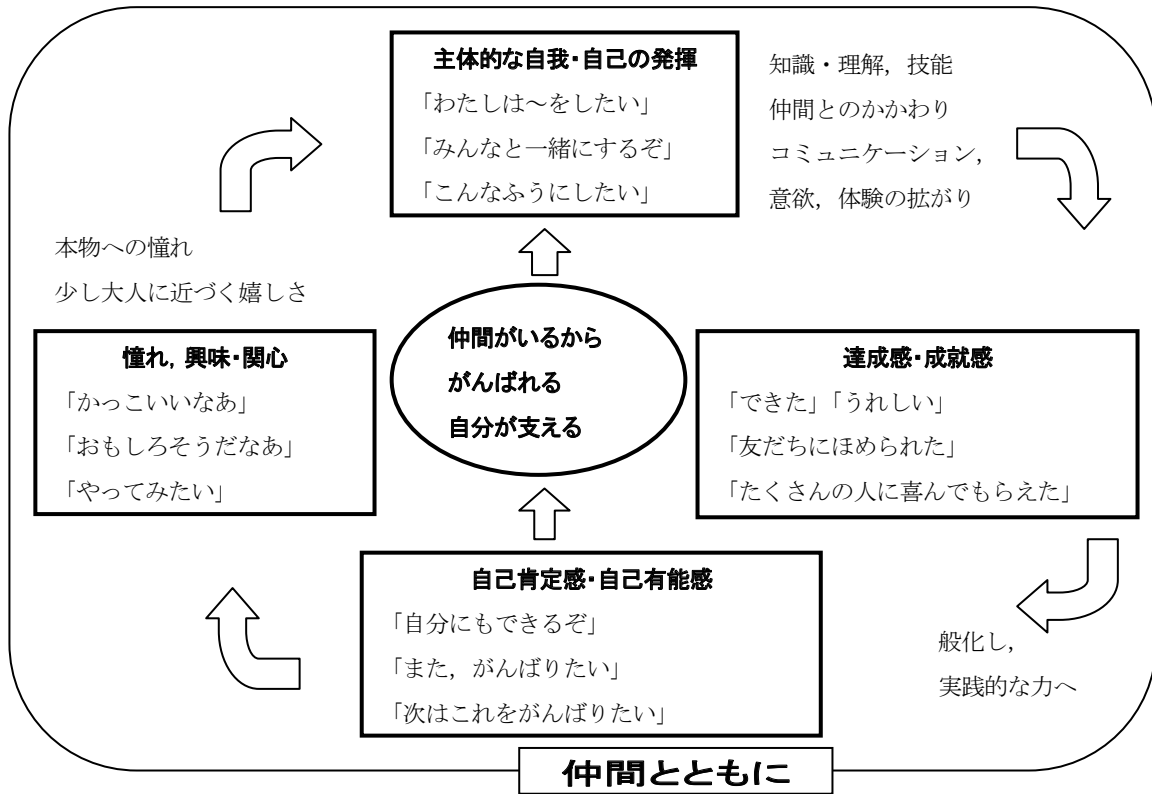 主体的な自我・自己の発揮
「わたしは～をしたい」
「みんなと一緒にするぞ」
「こんなふうにしたい」
知識・理解，技能
仲間とのかかわり
コミュニケーション，
意欲，体験の拡がり
本物への憧れ
少し大人に近づく嬉しさ
憧れ，興味・関心
「かっこいいなあ」
「おもしろそうだなあ」
「やってみたい」
仲間がいるから
がんばれる
自分が支える
達成感・成就感
「できた」「うれしい」
「友だちにほめられた」
「たくさんの人に喜んでもらえた」
自己肯定感・自己有能感
「自分にもできるぞ」
「また，がんばりたい」
「次はこれをがんばりたい」
般化し，
実践的な力へ
仲間とともに